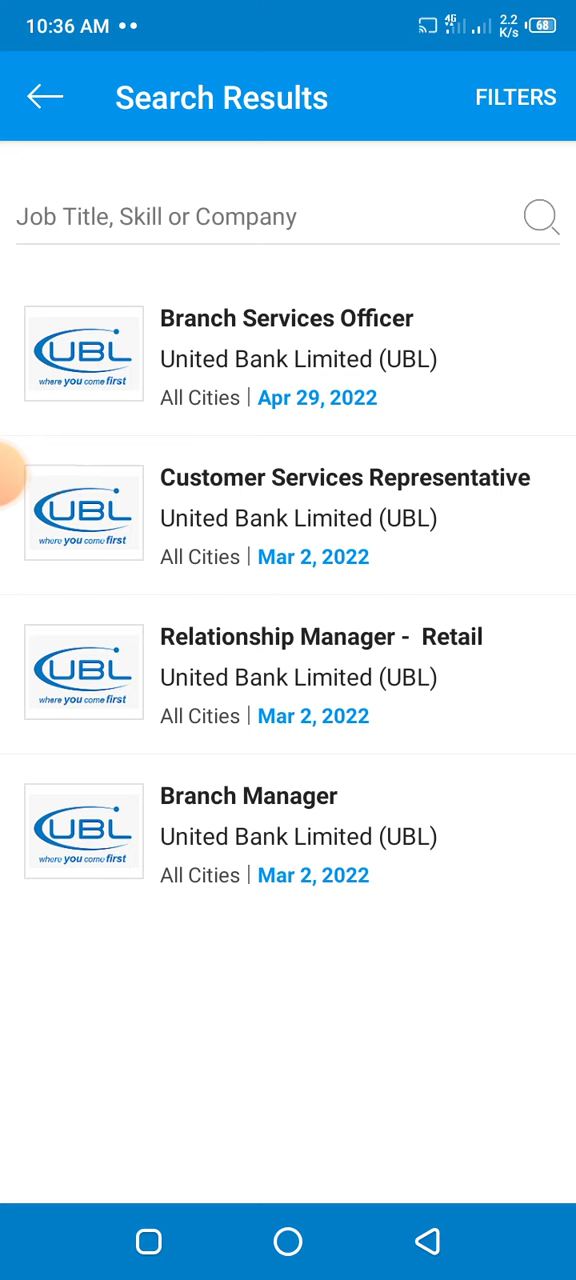 10:36 AM
4G
2.2
K/s
68
Search Results
FILTERS
Job Title, Skill or Company
UBL
where you come first
Branch Services Officer
United Bank Limited (UBL)
All Cities | Apr 29, 2022
UBL
where you come first
Customer Services Representative
United Bank Limited (UBL)
All Cities | Mar 2, 2022
UBL
where you come first
Relationship Manager -  Retail
United Bank Limited (UBL)
All Cities | Mar 2, 2022
UBL
where you come first
Branch Manager
United Bank Limited (UBL)
All Cities | Mar 2, 2022